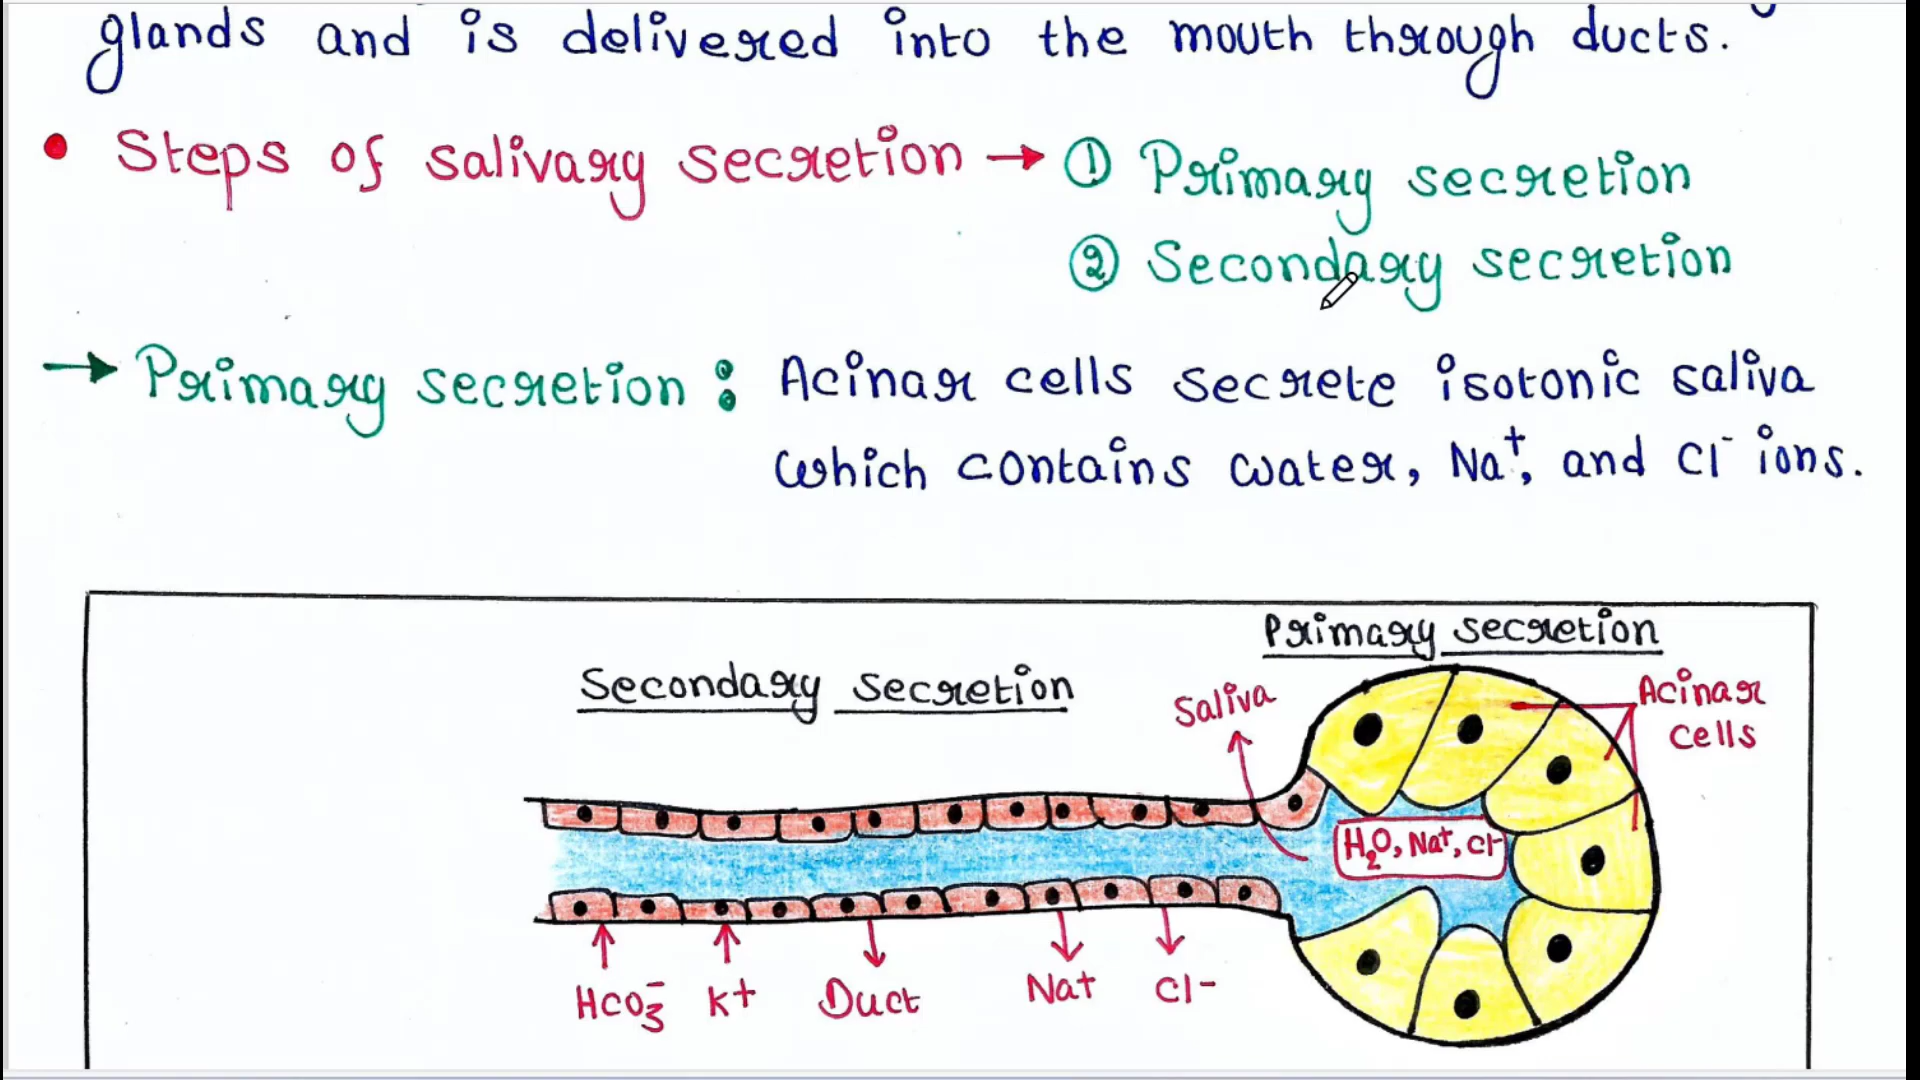 glands and is delivered into the mouth through ducts.
• Steps of salivary secretion → ① Primary secretion
② Secondary secretion
→ Primary secretion : Acinar cells secrete isotonic saliva
which contains water, Na⁺, and Cl⁻ ions.
Primary secretion
Secondary secretion
Saliva
Acinar
cells
H₂O, Na⁺, Cl⁻
HCO₃⁻ K+ Duct Na+ Cl-